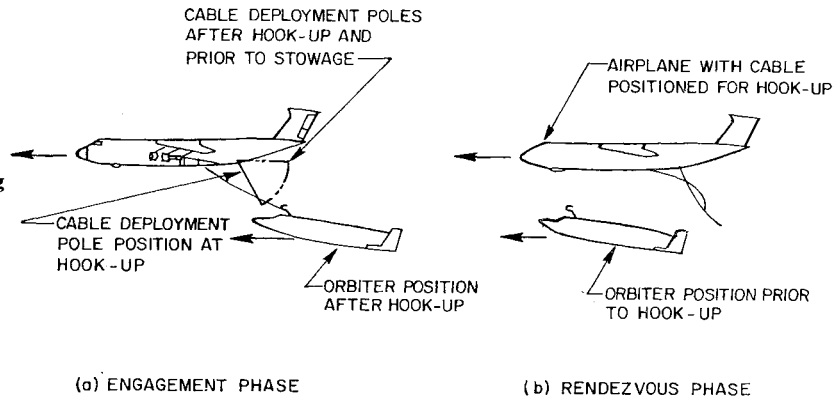 CABLE DEPLOYMENT POLES
AFTER HOOK-UP AND
PRIOR TO STOWAGE
CABLE DEPLOYMENT
POLE POSITION AT
HOOK-UP
ORBITER POSITION
AFTER HOOK-UP
(a) ENGAGEMENT PHASE
AIRPLANE WITH CABLE
POSITIONED FOR HOOK-UP
ORBITER POSITION PRIOR
TO HOOK-UP
(b) RENDEZVOUS PHASE